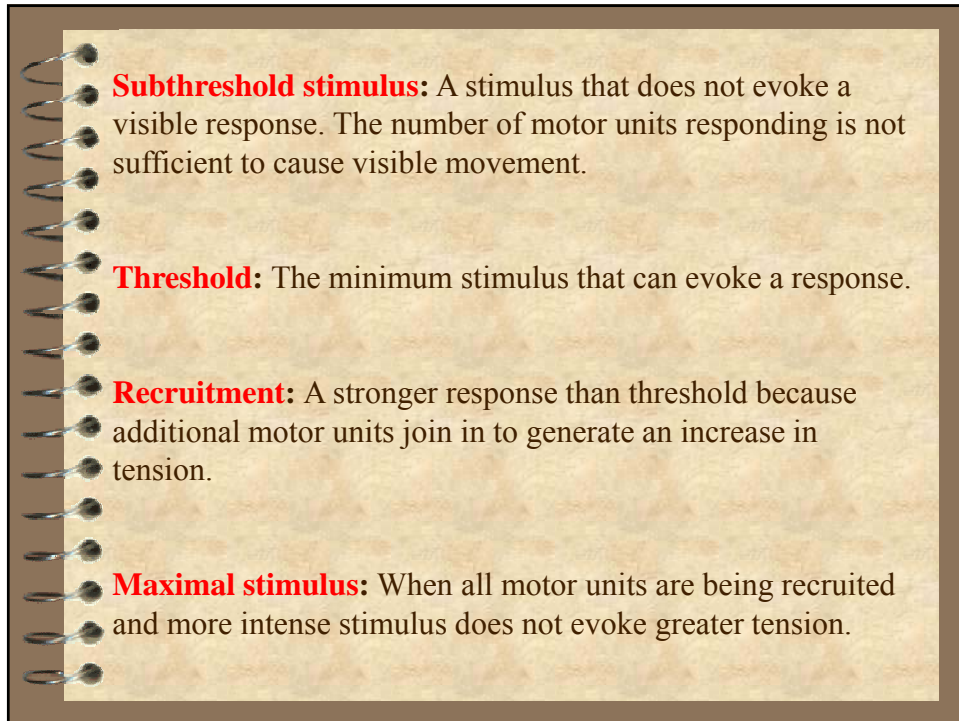 Subthreshold stimulus: A stimulus that does not evoke a
visible response. The number of motor units responding is not
sufficient to cause visible movement.
Threshold: The minimum stimulus that can evoke a response.
Recruitment: A stronger response than threshold because
additional motor units join in to generate an increase in
tension.
Maximal stimulus: When all motor units are being recruited
and more intense stimulus does not evoke greater tension.